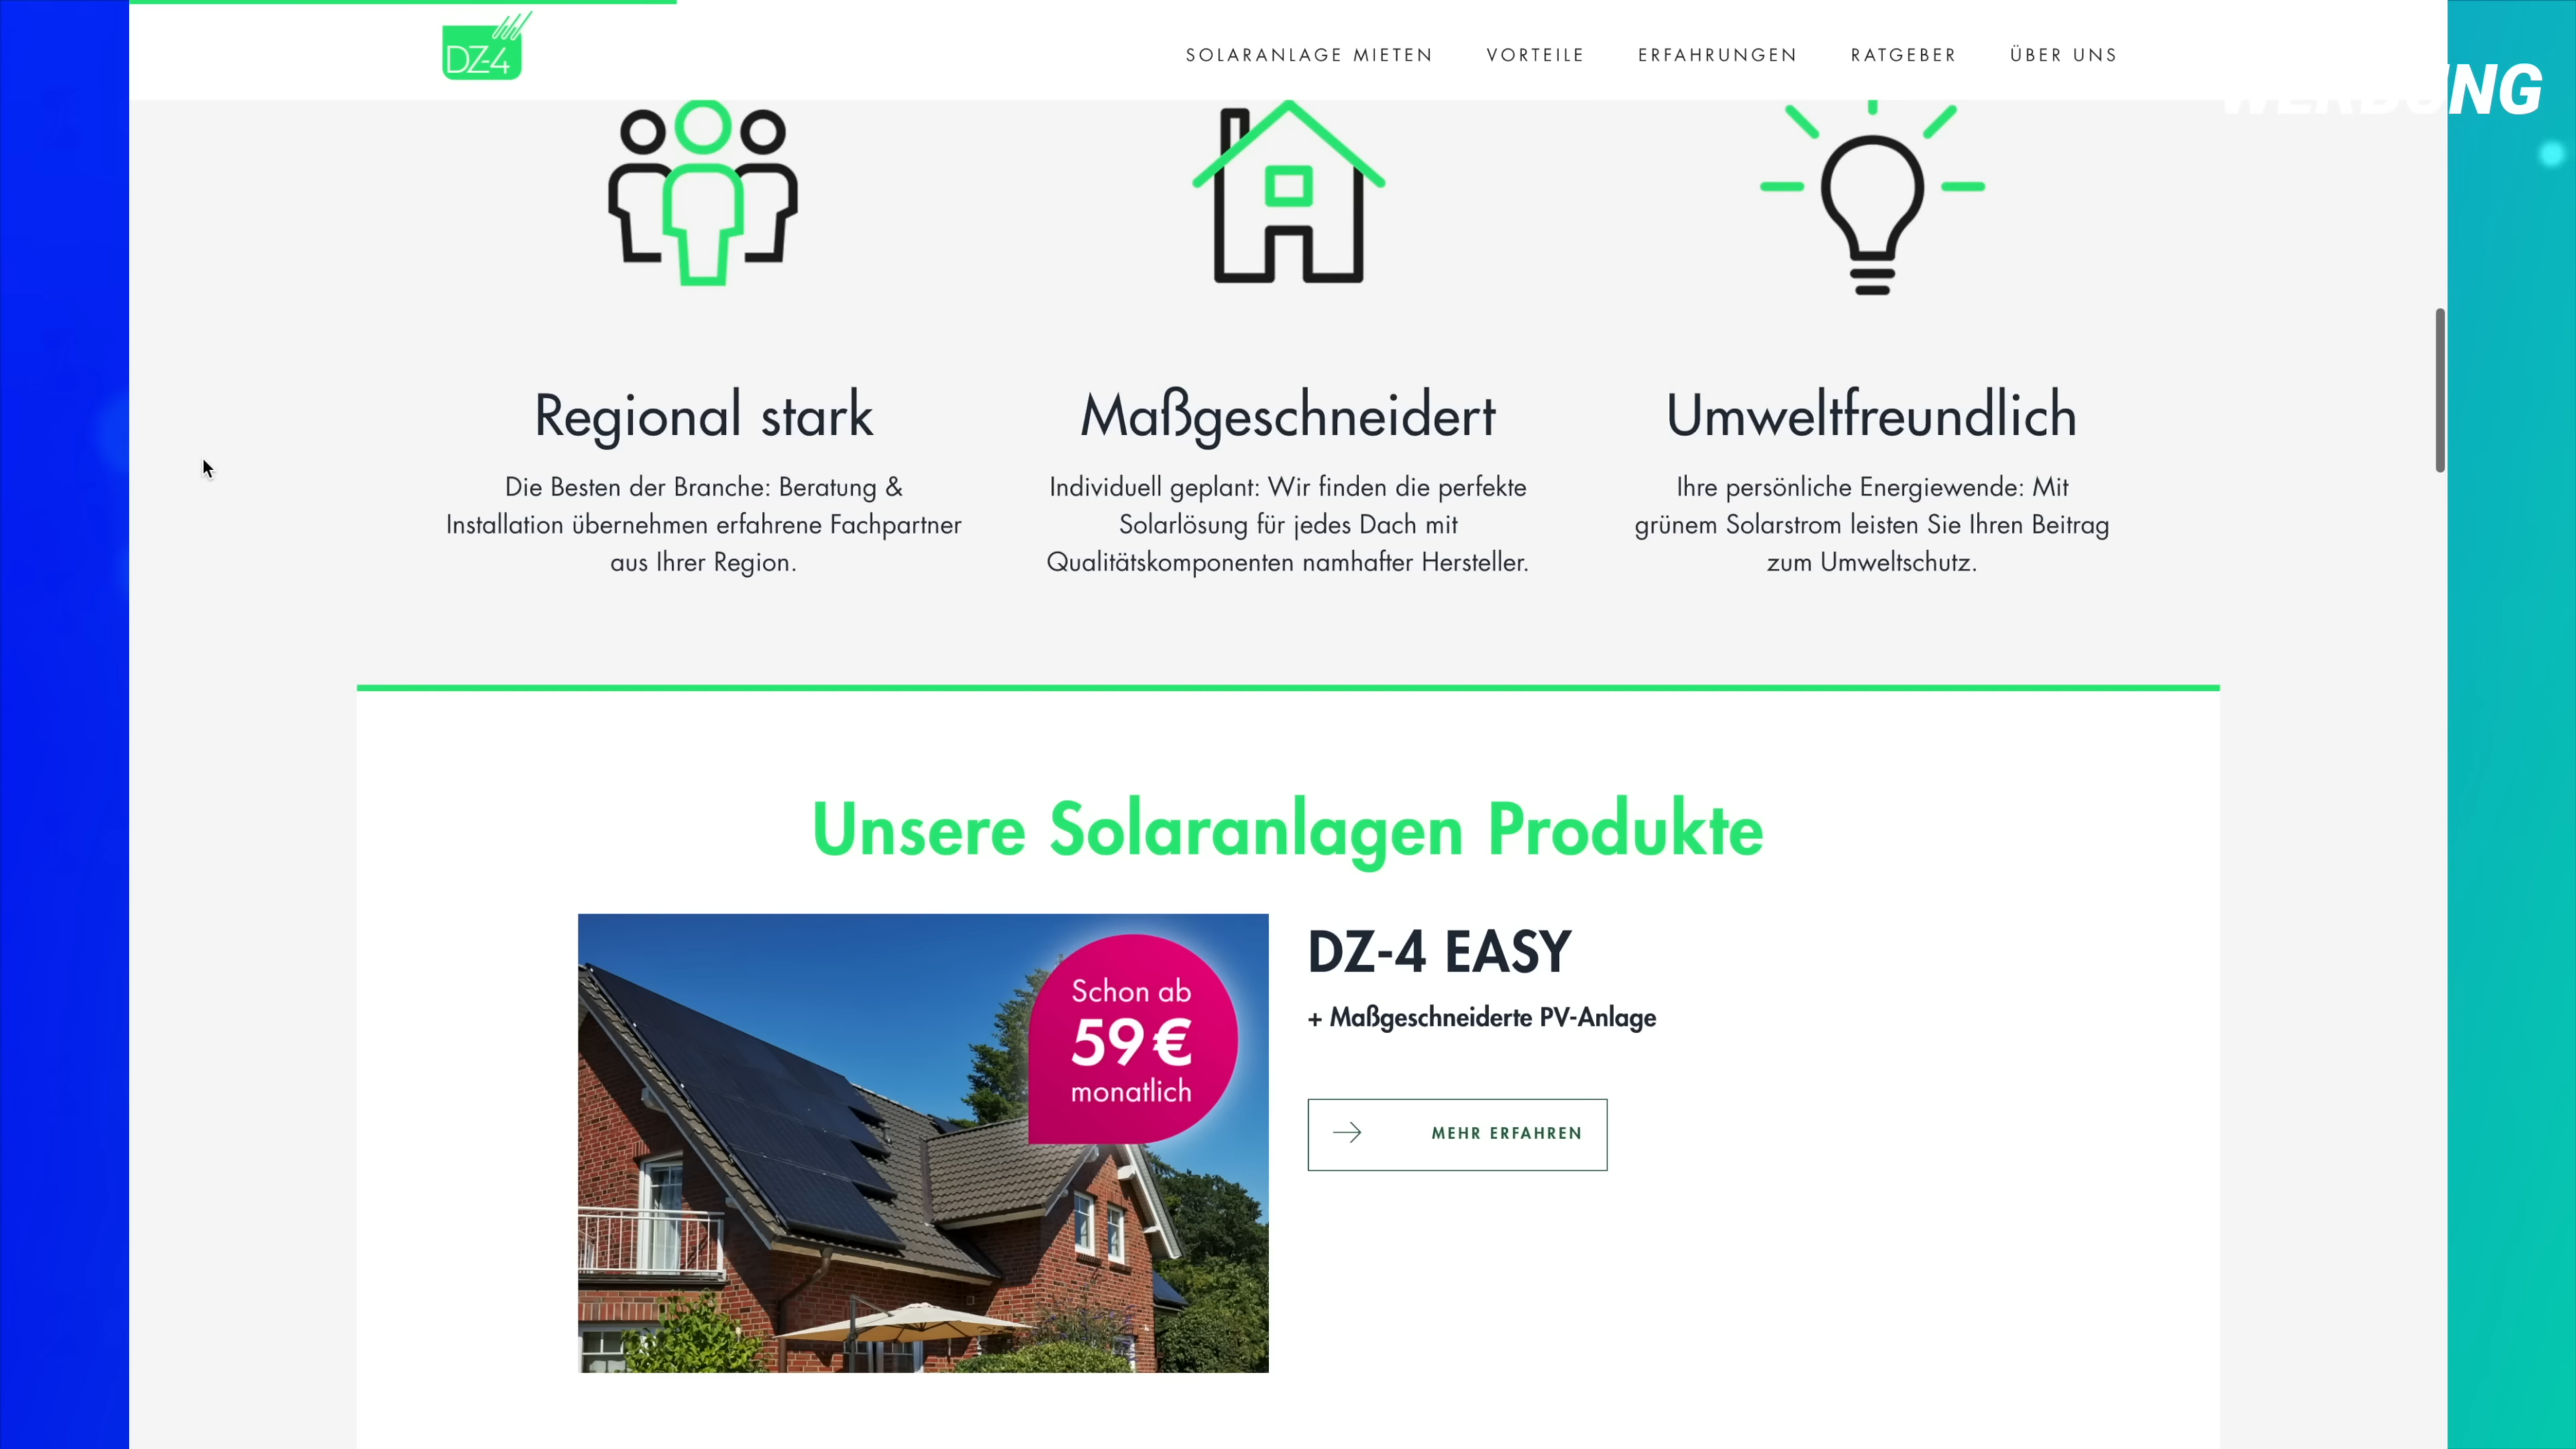 DZ-4
SOLARANLAGE MIETEN
VORTEILE
ERFAHRUNGEN
RATGEBER
ÜBER UNS
WERBUNG
Regional stark
Die Besten der Branche: Beratung &
Installation übernehmen erfahrene Fachpartner
aus Ihrer Region.
Maßgeschneidert
Individuell geplant: Wir finden die perfekte
Solarlösung für jedes Dach mit
Qualitätskomponenten namhafter Hersteller.
Umweltfreundlich
Ihre persönliche Energiewende: Mit
grünem Solarstrom leisten Sie Ihren Beitrag
zum Umweltschutz.
Unsere Solaranlagen Produkte
Schon ab
59 €
monatlich
DZ-4 EASY
+ Maßgeschneiderte PV-Anlage
MEHR ERFAHREN